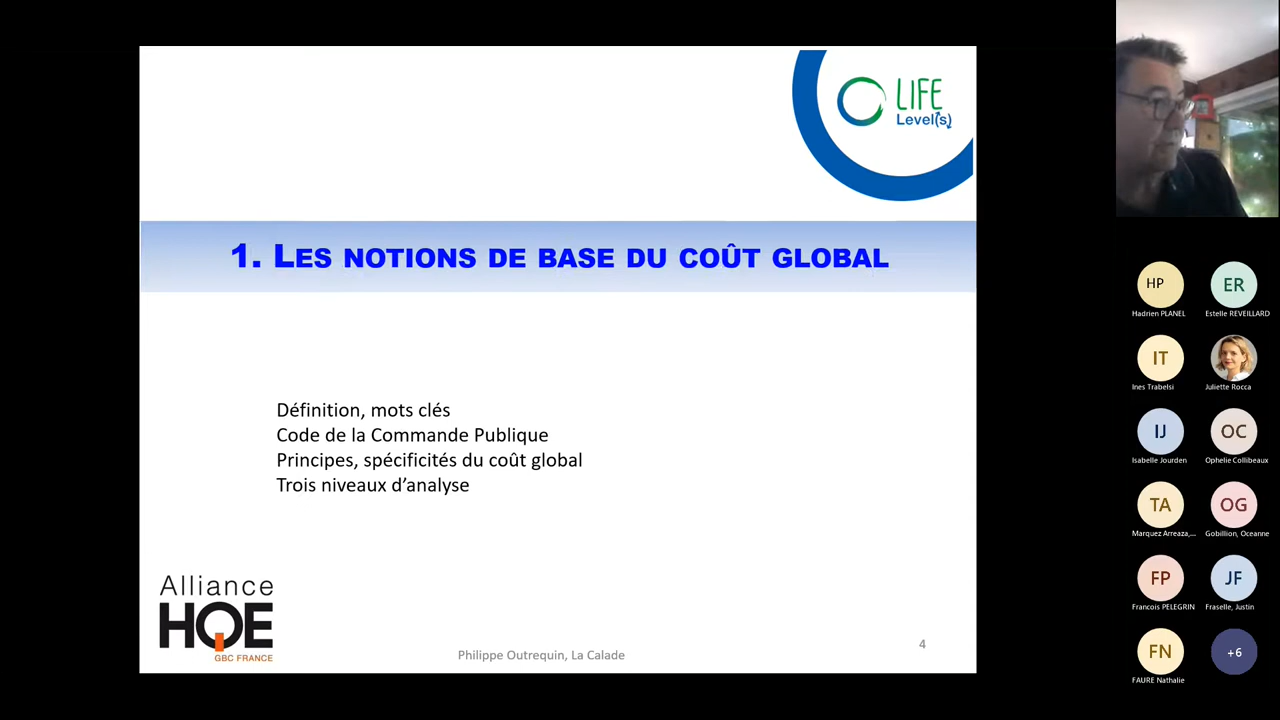 LIFE
Level(s)
1. LES NOTIONS DE BASE DU COÛT GLOBAL
Définition, mots clés
Code de la Commande Publique
Principes, spécificités du coût global
Trois niveaux d’analyse
Alliance
HQE
GBC FRANCE
Philippe Outrequin, La Calade
4
HP
ER
Hadrien PLANEL
Estelle REVEILLARD
IT
Ines Trabelsi
Juliette Rocca
IJ
OC
Isabelle Jourden
Ophelie Collibeaux
TA
OG
Marquez Arreaza,...
Gobillion, Oceanne
FP
JF
Francois PELEGRIN
Fraselle, Justin
FN
+6
FAURE Nathalie